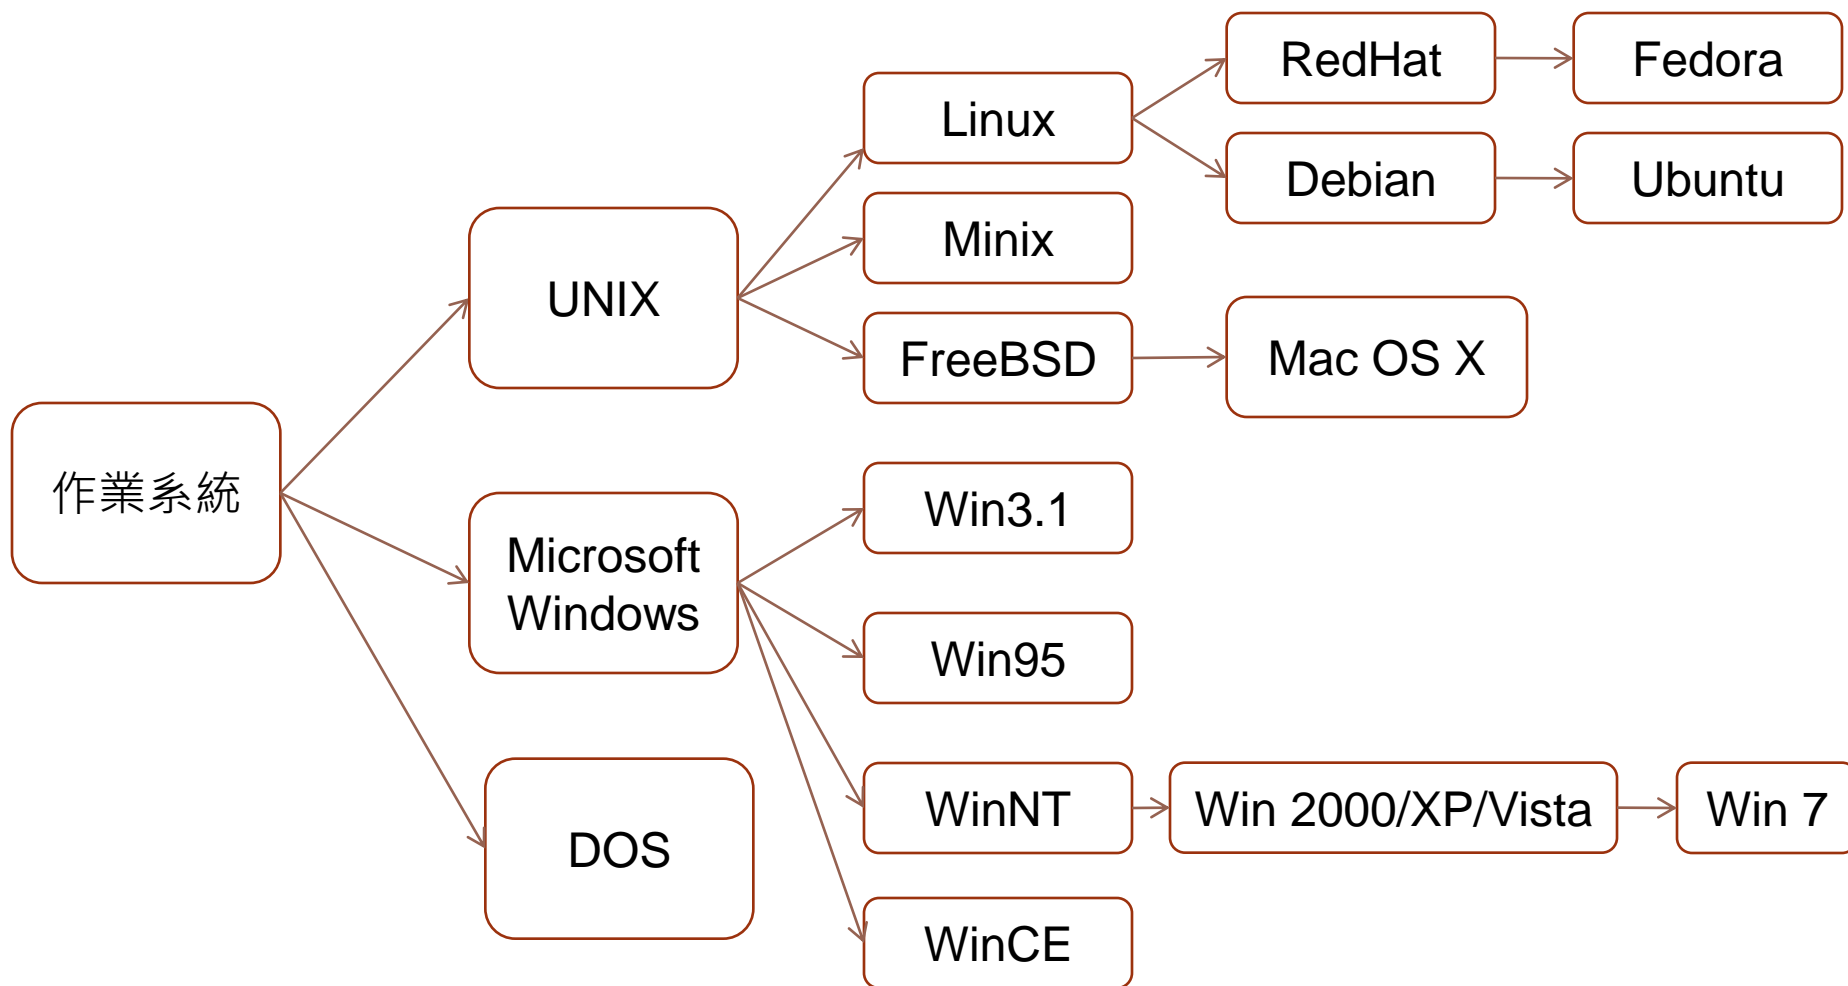 作業系統
UNIX
Linux
RedHat
Fedora
Debian
Ubuntu
Minix
FreeBSD
Mac OS X
Microsoft
Windows
Win3.1
Win95
WinNT
Win 2000/XP/Vista
Win 7
WinCE
DOS